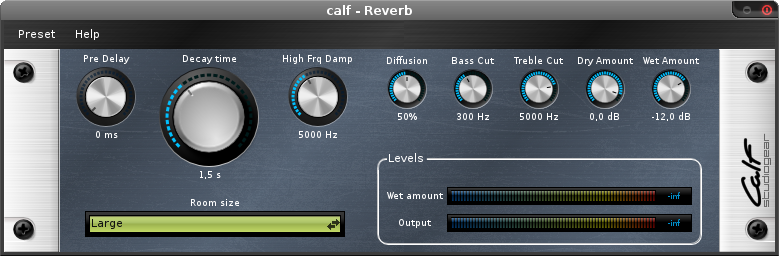 calf - Reverb
Preset Help
Pre Delay
Decay time
High Frq Damp
Diffusion
Bass Cut
Treble Cut
Dry Amount
Wet Amount
0 ms
1,5 s
5000 Hz
50%
300 Hz
5000 Hz
0,0 dB
-12,0 dB
Room size
Large
Levels
Wet amount
-inf
Output
-inf
Calf
studiogear